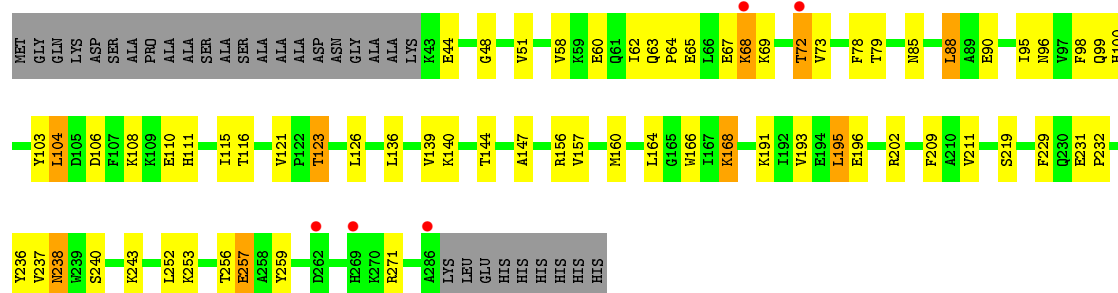 MET GLY GLN LYS ASP SER ALA PRO ALA ALA SER ALA SER ALA ALA ALA ASP ASN GLY ALA ALA LYS K43 E44 G48 V51 V58 K59 E60 Q61 I62 Q63 P64 E65 L66 E67 K68 K69 T72 V73 F78 T79 N85 L88 A89 E90 I95 N96 V97 F98 Q99 H100
Y103 L104 D105 D106 F107 K108 K109 E110 H111 I115 T116 V121 P122 T123 L126 L136 V139 K140 T144 A147 R156 V157 M160 L164 G165 W166 I167 K168 K191 I192 V193 E194 L195 E196 R202 F209 A210 V211 S219 F229 Q230 E231 P232
Y236 V237 N238 W239 S240 K243 L252 K253 T256 E257 A258 Y259 D262 H269 K270 R271 A286 LYS LEU GLU HIS HIS HIS HIS HIS HIS